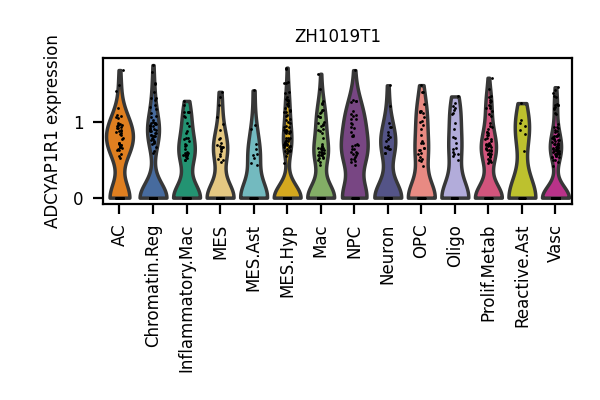 ZH1019T1
ADCYAP1R1 expression
1
0
AC
Chromatin.Reg
Inflammatory.Mac
MES
MES.Ast
MES.Hyp
Mac
NPC
Neuron
OPC
Oligo
Prolif.Metab
Reactive.Ast
Vasc